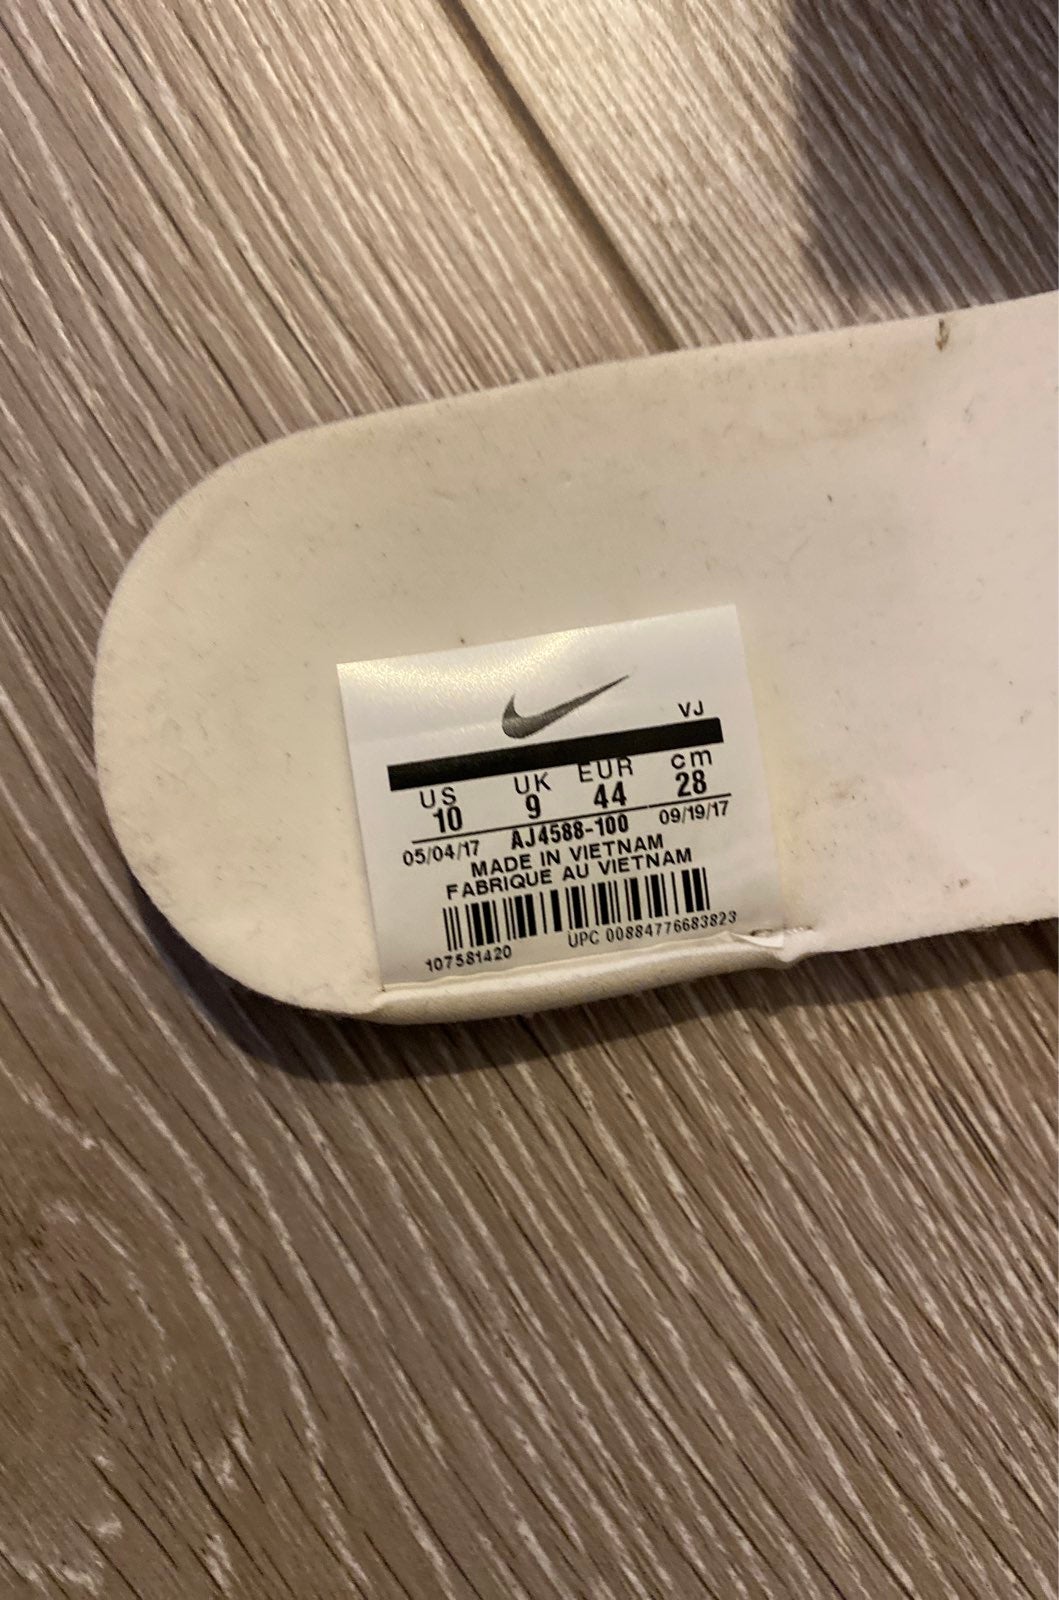 VJ
US UK EUR cm
10 9 44 28
05/04/17 AJ4588-100 09/19/17
MADE IN VIETNAM
FABRIQUE AU VIETNAM
107581420 UPC 00884776683823